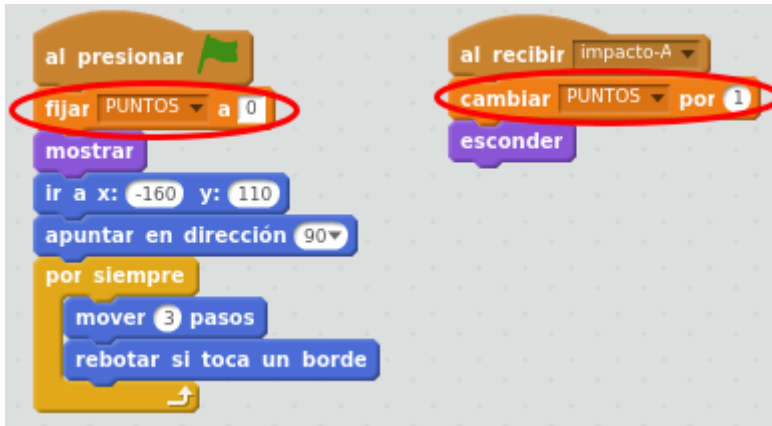 al presionar
fijar PUNTOS a 0
mostrar
ir a x: -160 y: 110
apuntar en dirección 90
por siempre
mover 3 pasos
rebotar si toca un borde
al recibir impacto-A
cambiar PUNTOS por 1
esconder